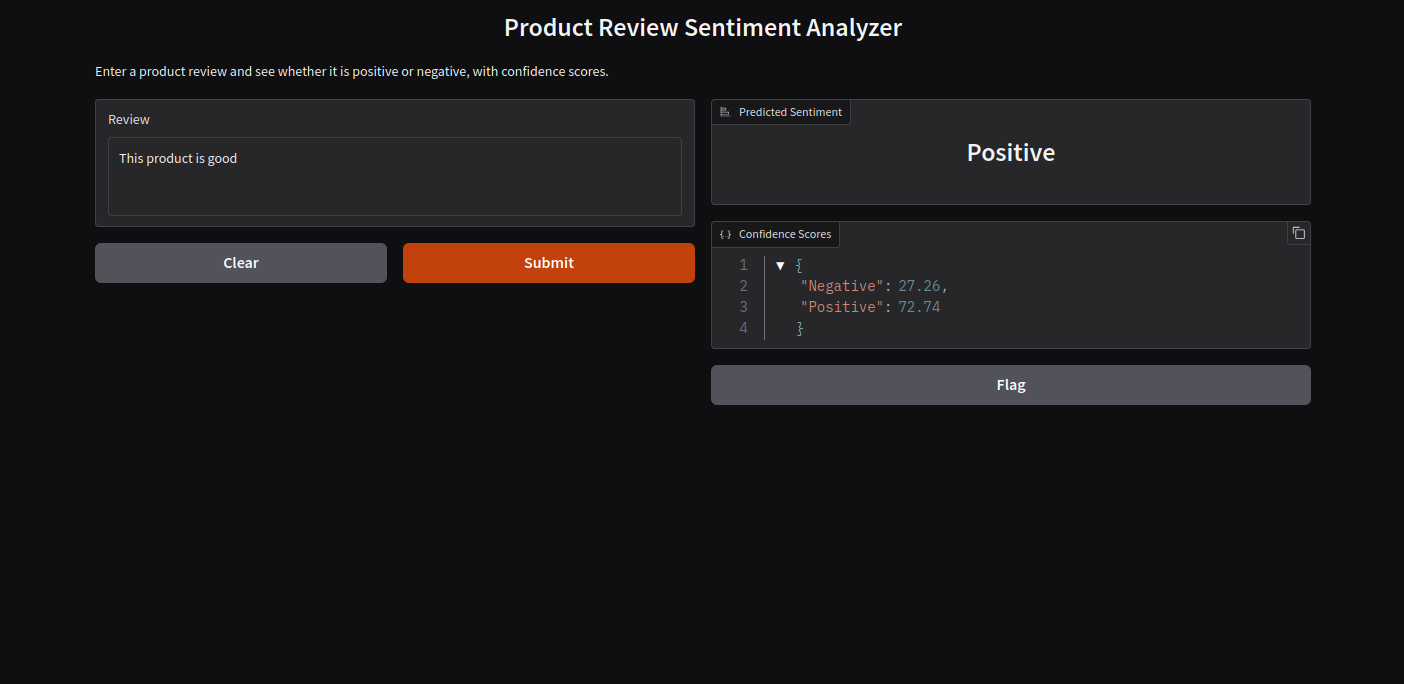 Product Review Sentiment Analyzer
Enter a product review and see whether it is positive or negative, with confidence scores.
Review
This product is good
Clear
Submit
Predicted Sentiment
Positive
Confidence Scores
1 {
2 "Negative": 27.26,
3 "Positive": 72.74
4 }
Flag